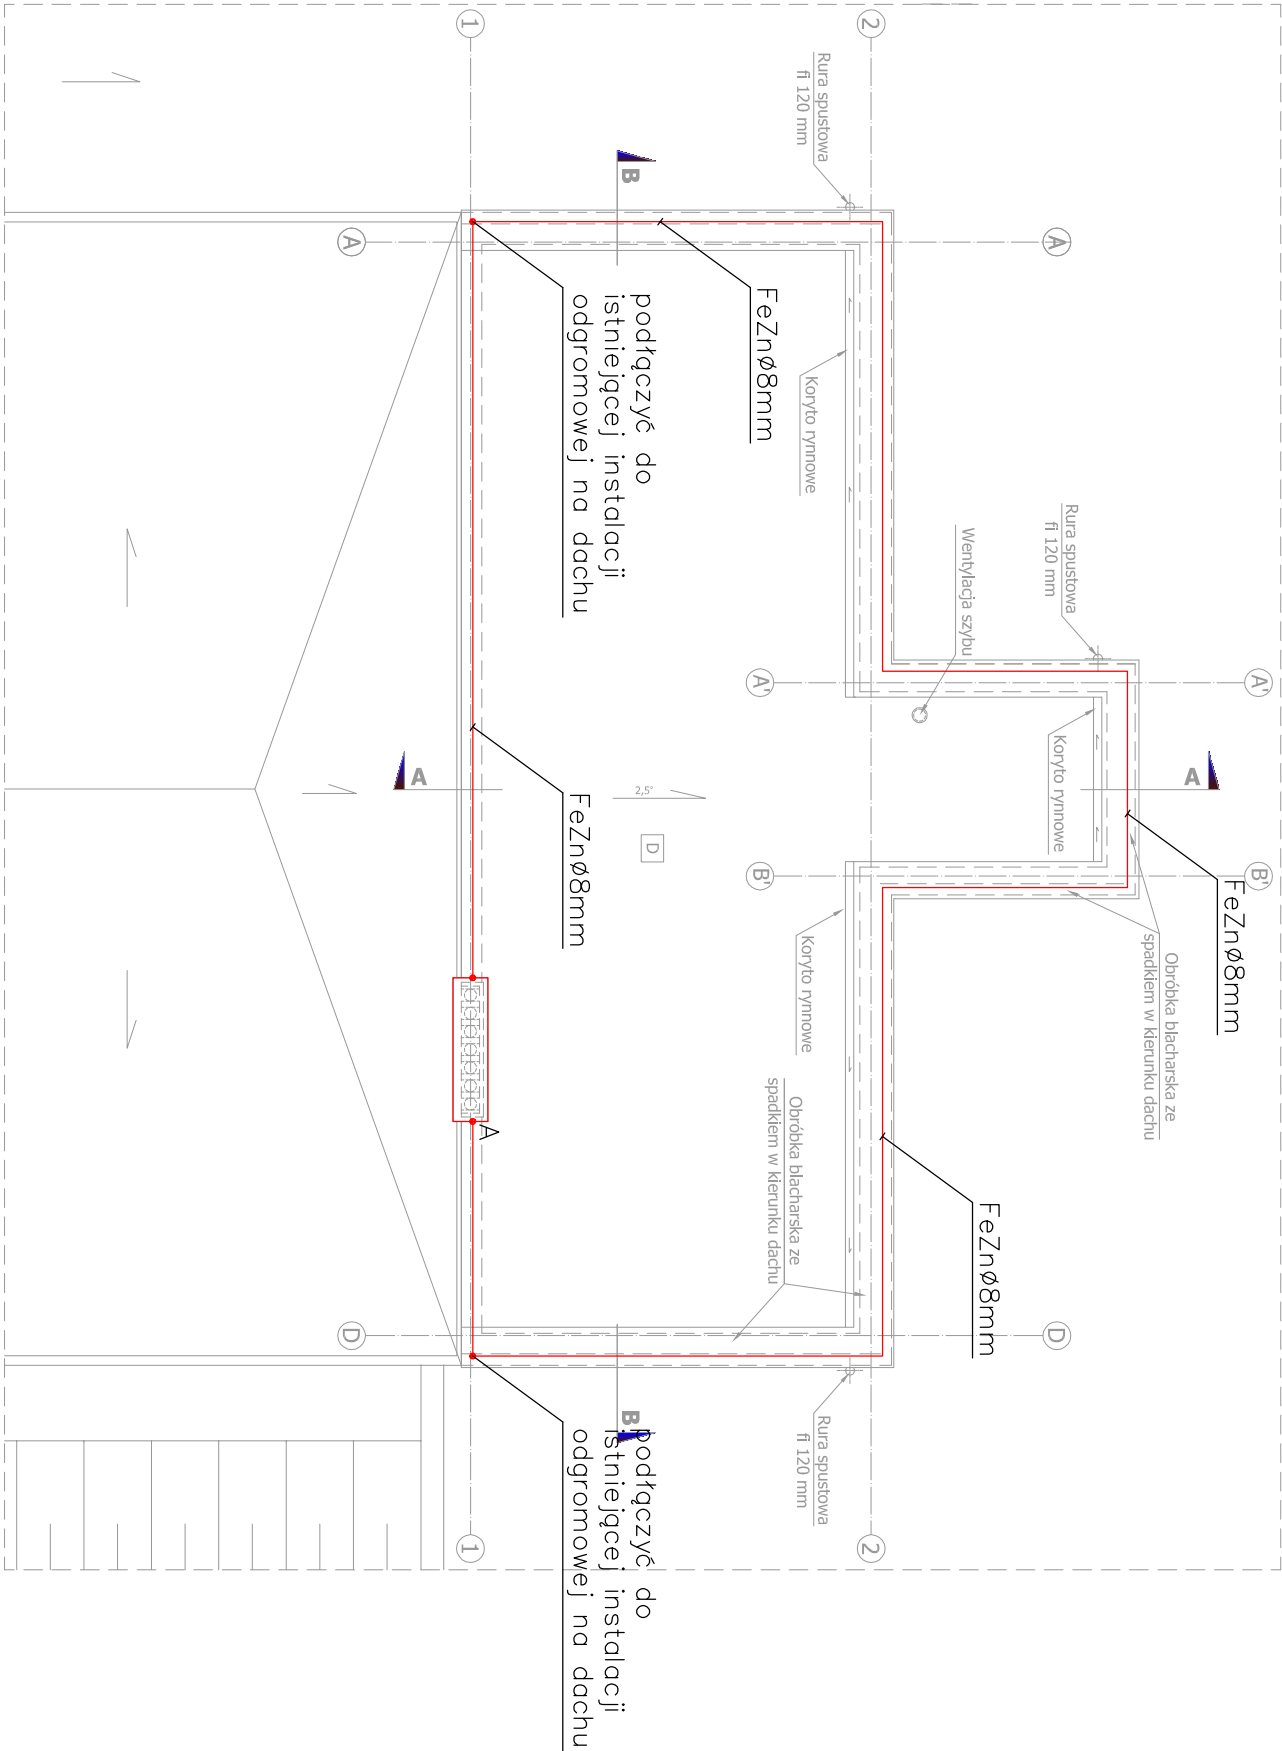 1
2
Rura spustowa
fi 120 mm
B
A
A
podłączyć do
istniejącej instalacji
odgromowej na dachu
FeZnø8mm
Koryto rynnowe
Rura spustowa
fi 120 mm
Wentylacja szybu
A'
A'
Koryto rynnowe
A
A
2,5°
D
FeZnø8mm
B'
B'
FeZnø8mm
Obróbka blacharska ze
spadkiem w kierunku dachu
Koryto rynnowe
A
Obróbka blacharska ze
spadkiem w kierunku dachu
FeZnø8mm
D
D
B
Rura spustowa
fi 120 mm
podłączyć do
istniejącej instalacji
odgromowej na dachu
1
2